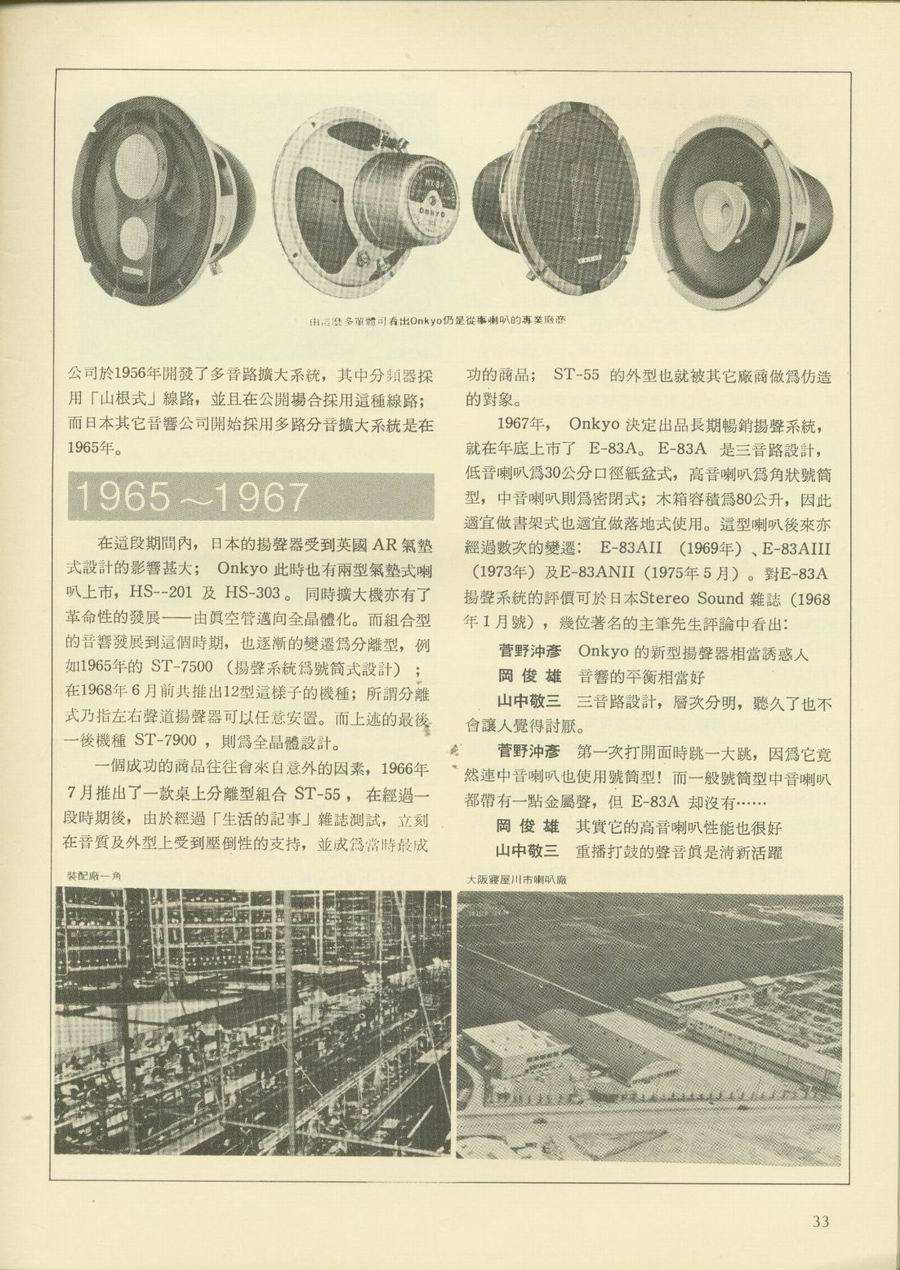 Onkyo
由這麼多單體可看出Onkyo仍是從事喇叭的專業廠商
公司於1956年開發了多音路擴大系統，其中分頻器採
用「山根式」線路，並且在公開場合採用這種線路；
而日本其它音響公司開始採用多路分音擴大系統是在
1965年。
1965～1967
在這段期間內，日本的揚聲器受到英國 AR 氣墊
式設計的影響甚大； Onkyo 此時也有兩型氣墊式喇
叭上市，HS--201 及 HS-303。 同時擴大機亦有了
革命性的發展——由眞空管邁向全晶體化。而組合型
的音響發展到這個時期，也逐漸的變遷爲分離型，例
如1965年的 ST-7500 （揚聲系統爲號筒式設計）；
在1968年 6 月前共推出12型這樣子的機種；所謂分離
式乃指左右聲道揚聲器可以任意安置。而上述的最後
一後機種 ST-7900 ，則爲全晶體設計。
一個成功的商品往往會來自意外的因素，1966年
7 月推出了一款桌上分離型組合 ST-55 ， 在經過一
段時期後，由於經過「生活的記事」雜誌測試，立刻
在音質及外型上受到壓倒性的支持，並成爲當時最成
功的商品； ST-55 的外型也就被其它廠商做爲仿造
的對象。
1967年， Onkyo 決定出品長期暢銷揚聲系統，
就在年底上市了 E-83A。 E-83A 是三音路設計，
低音喇叭爲30公分口徑紙盆式，高音喇叭爲角狀號筒
型，中音喇叭則爲密閉式；木箱容積爲80公升，因此
適宜做書架式也適宜做落地式使用。這型喇叭後來亦
經過數次的變遷： E-83AII （1969年）、E-83AIII
（1973年）及E-83ANII（1975年 5 月）。對E-83A
揚聲系統的評價可於日本Stereo Sound 雜誌（1968
年 1 月號），幾位著名的主筆先生評論中看出：
菅野沖彥 Onkyo 的新型揚聲器相當誘惑人
岡 俊 雄 音響的平衡相當好
山中敬三 三音路設計，層次分明，聽久了也不
會讓人覺得討厭。
菅野沖彥 第一次打開面時跳一大跳，因爲它竟
然連中音喇叭也使用號筒型！而一般號筒型中音喇叭
都帶有一點金屬聲，但 E-83A 却沒有……
岡 俊 雄 其實它的高音喇叭性能也很好
山中敬三 重播打鼓的聲音眞是清新活躍
裝配廠一角
大阪寢屋川市喇叭廠
33